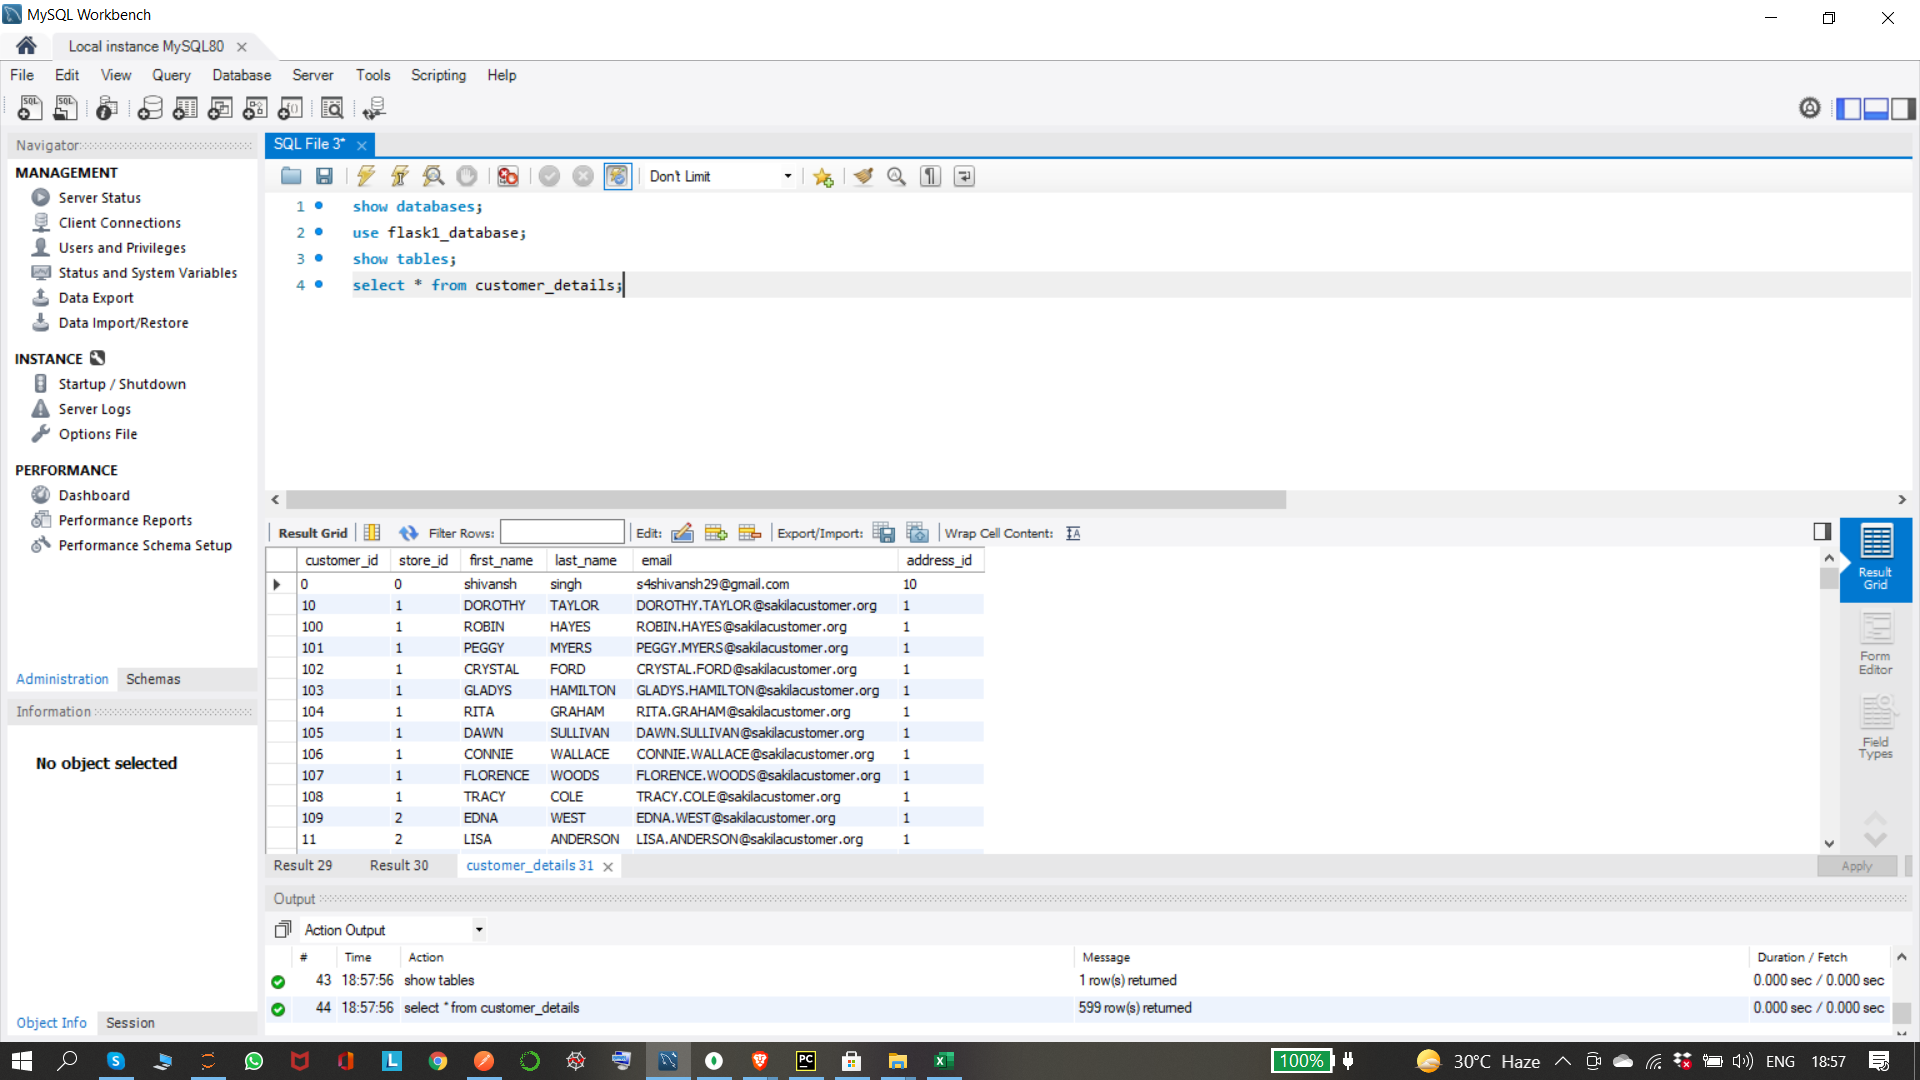 MySQL Workbench
Local instance MySQL80
File Edit View Query Database Server Tools Scripting Help
Navigator
MANAGEMENT
Server Status
Client Connections
Users and Privileges
Status and System Variables
Data Export
Data Import/Restore
INSTANCE
Startup / Shutdown
Server Logs
Options File
PERFORMANCE
Dashboard
Performance Reports
Performance Schema Setup
Administration Schemas
Information
No object selected
Object Info Session
SQL File 3*
Don't Limit
1 show databases;
2 use flask1_database;
3 show tables;
4 select * from customer_details;
Result Grid Filter Rows: Edit: Export/Import: Wrap Cell Content:
customer_id store_id first_name last_name email address_id
0 0 shivansh singh s4shivansh29@gmail.com 10
10 1 DOROTHY TAYLOR DOROTHY.TAYLOR@sakilacustomer.org 1
100 1 ROBIN HAYES ROBIN.HAYES@sakilacustomer.org 1
101 1 PEGGY MYERS PEGGY.MYERS@sakilacustomer.org 1
102 1 CRYSTAL FORD CRYSTAL.FORD@sakilacustomer.org 1
103 1 GLADYS HAMILTON GLADYS.HAMILTON@sakilacustomer.org 1
104 1 RITA GRAHAM RITA.GRAHAM@sakilacustomer.org 1
105 1 DAWN SULLIVAN DAWN.SULLIVAN@sakilacustomer.org 1
106 1 CONNIE WALLACE CONNIE.WALLACE@sakilacustomer.org 1
107 1 FLORENCE WOODS FLORENCE.WOODS@sakilacustomer.org 1
108 1 TRACY COLE TRACY.COLE@sakilacustomer.org 1
109 2 EDNA WEST EDNA.WEST@sakilacustomer.org 1
11 2 LISA ANDERSON LISA.ANDERSON@sakilacustomer.org 1
Result Grid
Form Editor
Field Types
Result 29 Result 30 customer_details 31
Apply
Output
Action Output
# Time Action Message Duration / Fetch
43 18:57:56 show tables 1 row(s) returned 0.000 sec / 0.000 sec
44 18:57:56 select * from customer_details 599 row(s) returned 0.000 sec / 0.000 sec
100% 30°C Haze ENG 18:57